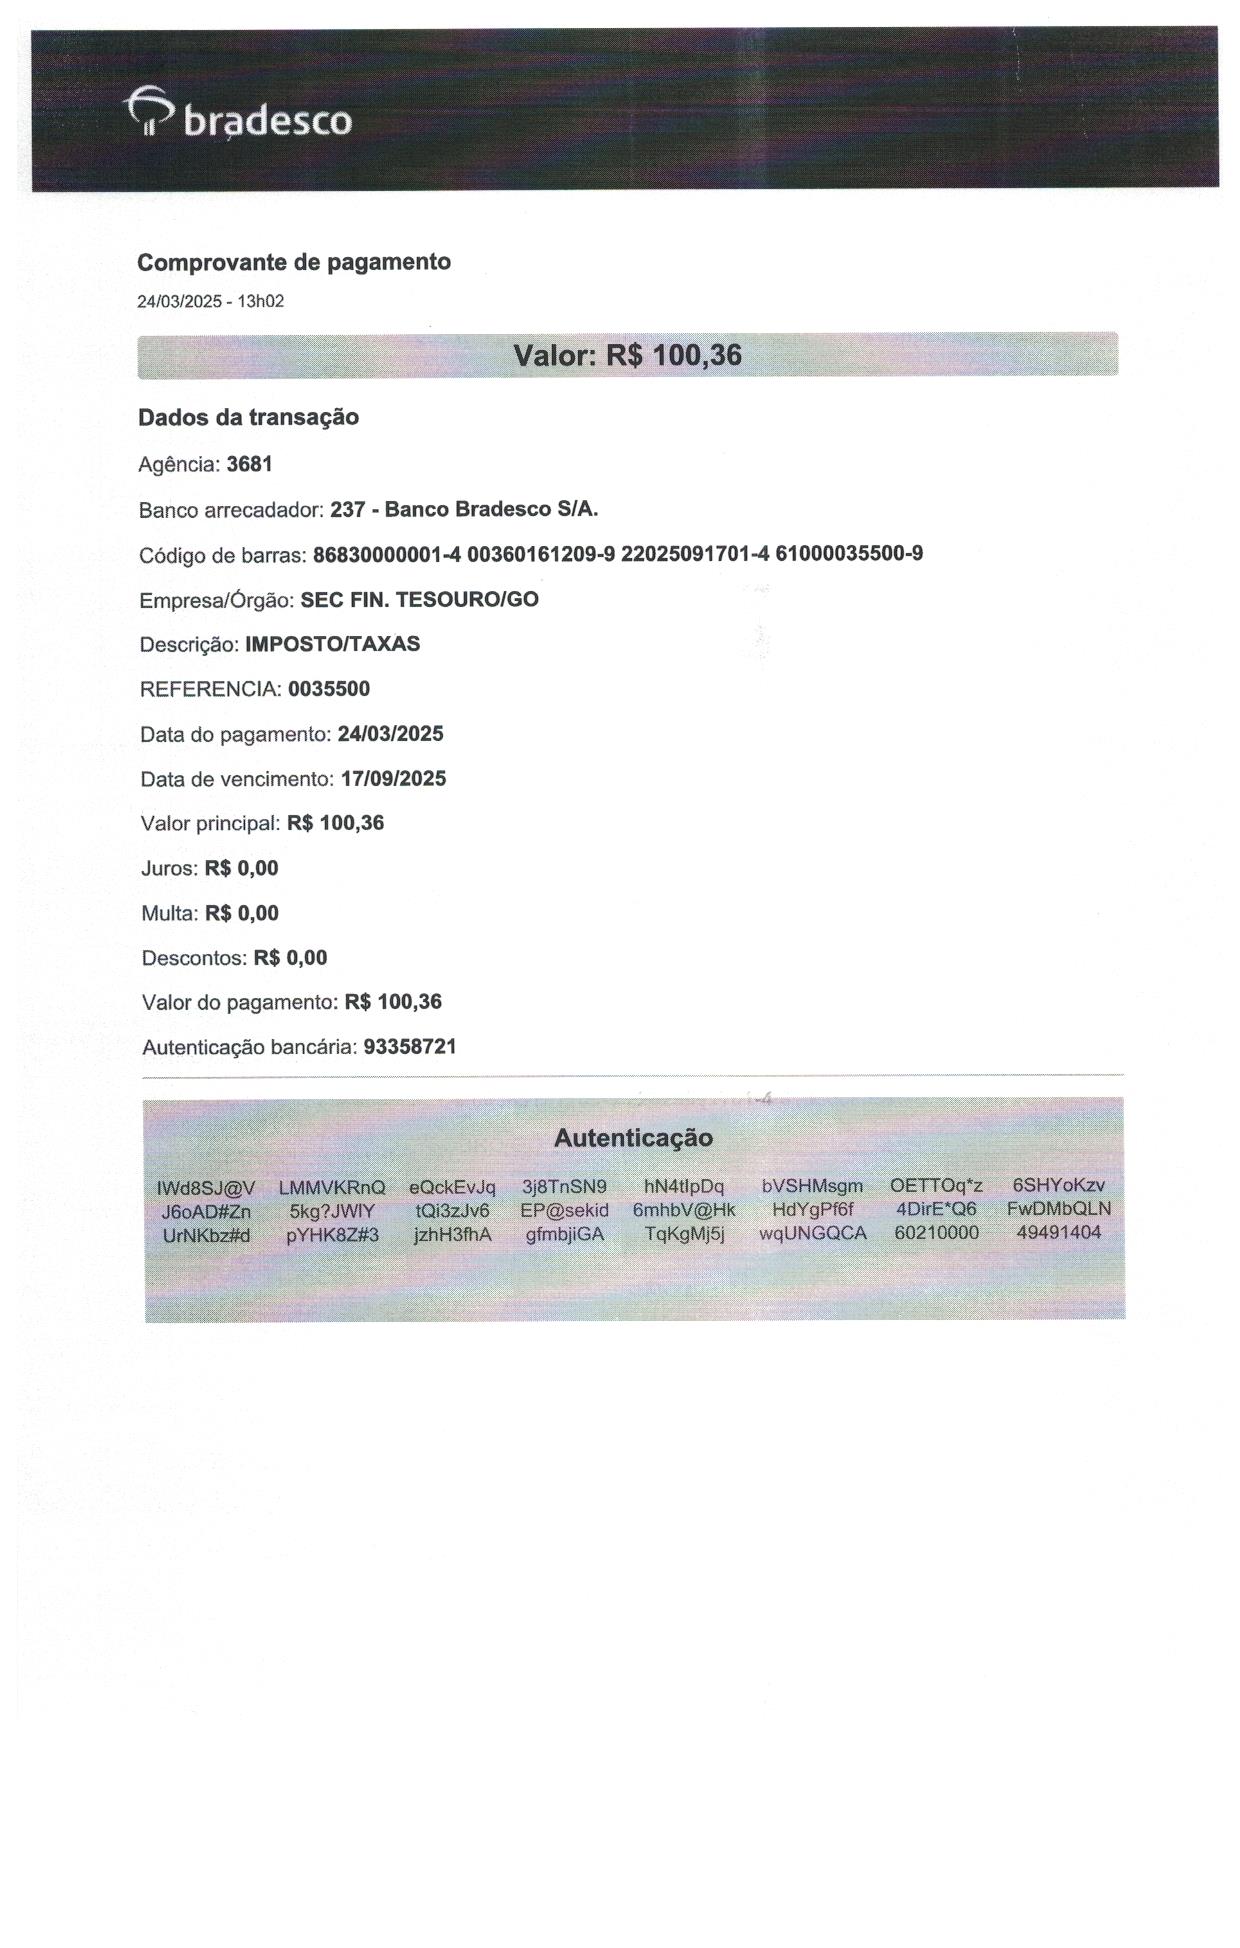 bradesco
Comprovante de pagamento
24/03/2025 - 13h02
Valor: R$ 100,36
Dados da transação
Agência: 3681
Banco arrecadador: 237 - Banco Bradesco S/A.
Código de barras: 86830000001-4 00360161209-9 22025091701-4 61000035500-9
Empresa/Órgão: SEC FIN. TESOURO/GO
Descrição: IMPOSTO/TAXAS
REFERENCIA: 0035500
Data do pagamento: 24/03/2025
Data de vencimento: 17/09/2025
Valor principal: R$ 100,36
Juros: R$ 0,00
Multa: R$ 0,00
Descontos: R$ 0,00
Valor do pagamento: R$ 100,36
Autenticação bancária: 93358721
Autenticação
IWd8SJ@V LMMVKRnQ eQckEvJq 3j8TnSN9 hN4tIpDq bVSHMsgm OETTOq*z 6SHYoKzv
J6oAD#Zn 5kg?JWIY tQi3zJv6 EP@sekid 6mhbV@Hk HdYgPf6f 4DirE*Q6 FwDMbQLN
UrNKbz#d pYHK8Z#3 jzhH3fhA gfmbjiGA TqKgMj5j wqUNGQCA 60210000 49491404